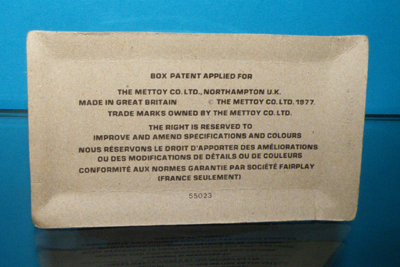 BOX PATENT APPLIED FOR
THE METTOY CO. LTD., NORTHAMPTON U.K.
MADE IN GREAT BRITAIN © THE METTOY CO. LTD. 1977.
TRADE MARKS OWNED BY THE METTOY CO. LTD.
THE RIGHT IS RESERVED TO
IMPROVE AND AMEND SPECIFICATIONS AND COLOURS
NOUS RÉSERVONS LE DROIT D'APPORTER DES AMÉLIORATIONS
OU DES MODIFICATIONS DE DÉTAILS OU DE COULEURS
CONFORMITÉ AUX NORMES GARANTIE PAR SOCIÉTÉ FAIRPLAY
(FRANCE SEULEMENT)
55023